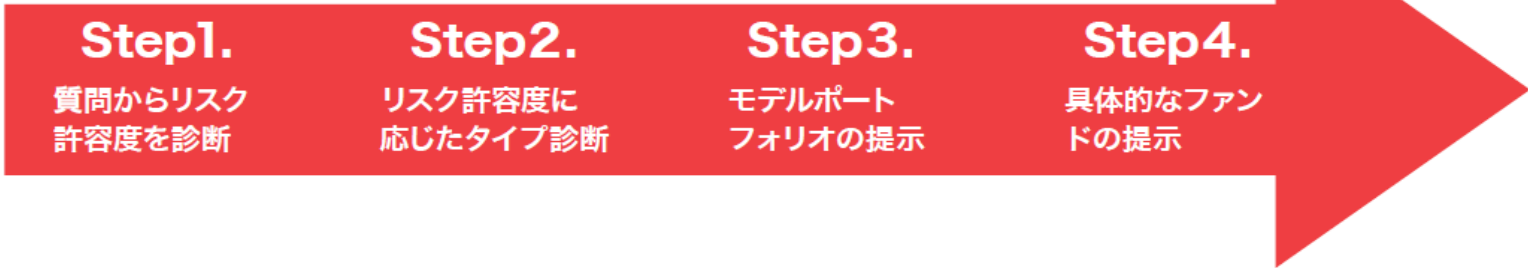 Step1.
質問からリスク
許容度を診断
Step2.
リスク許容度に
応じたタイプ診断
Step3.
モデルポート
フォリオの提示
Step4.
具体的なファン
ドの提示